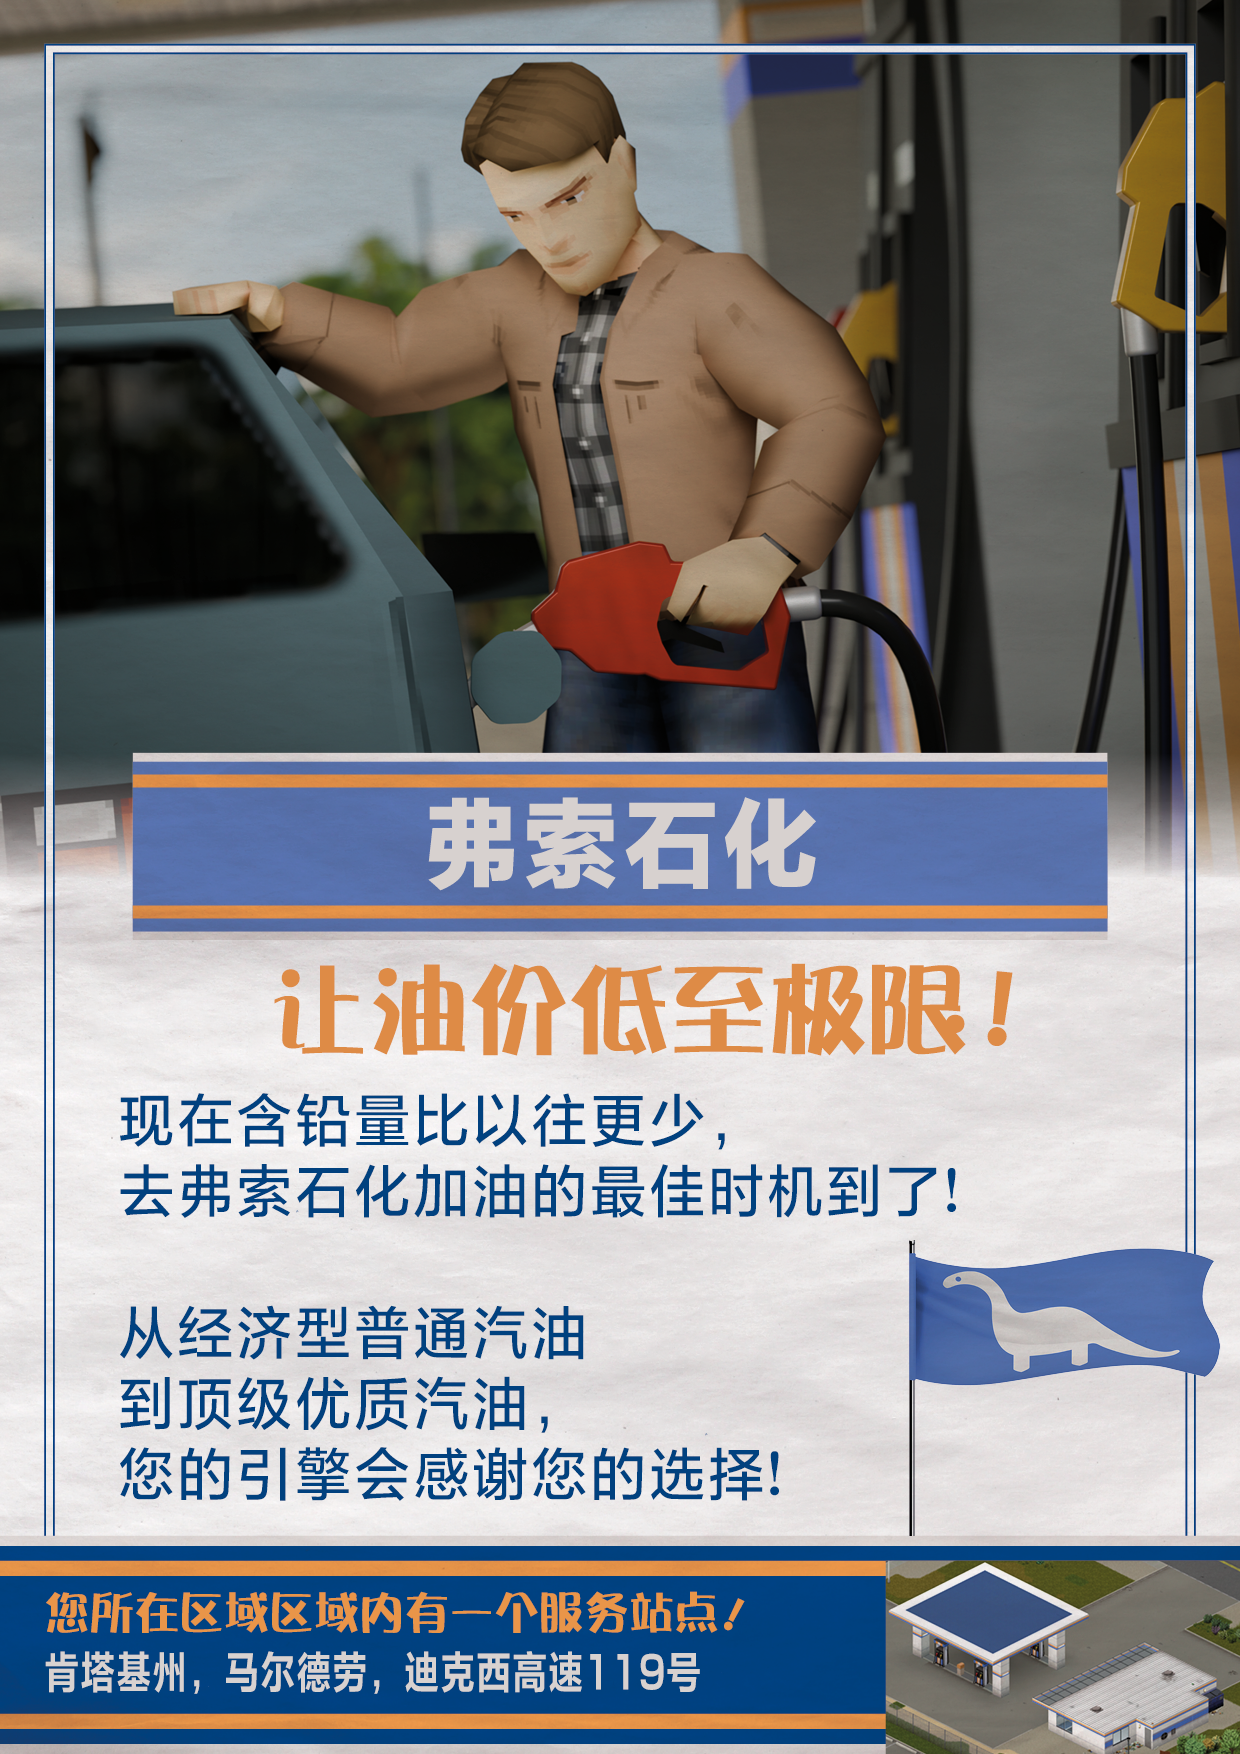 弗索石化
让油价低至极限！
现在含铅量比以往更少，
去弗索石化加油的最佳时机到了！
从经济型普通汽油
到顶级优质汽油，
您的引擎会感谢您的选择！
您所在区域区域内有一个服务站点！
肯塔基州，马尔德劳，迪克西高速119号